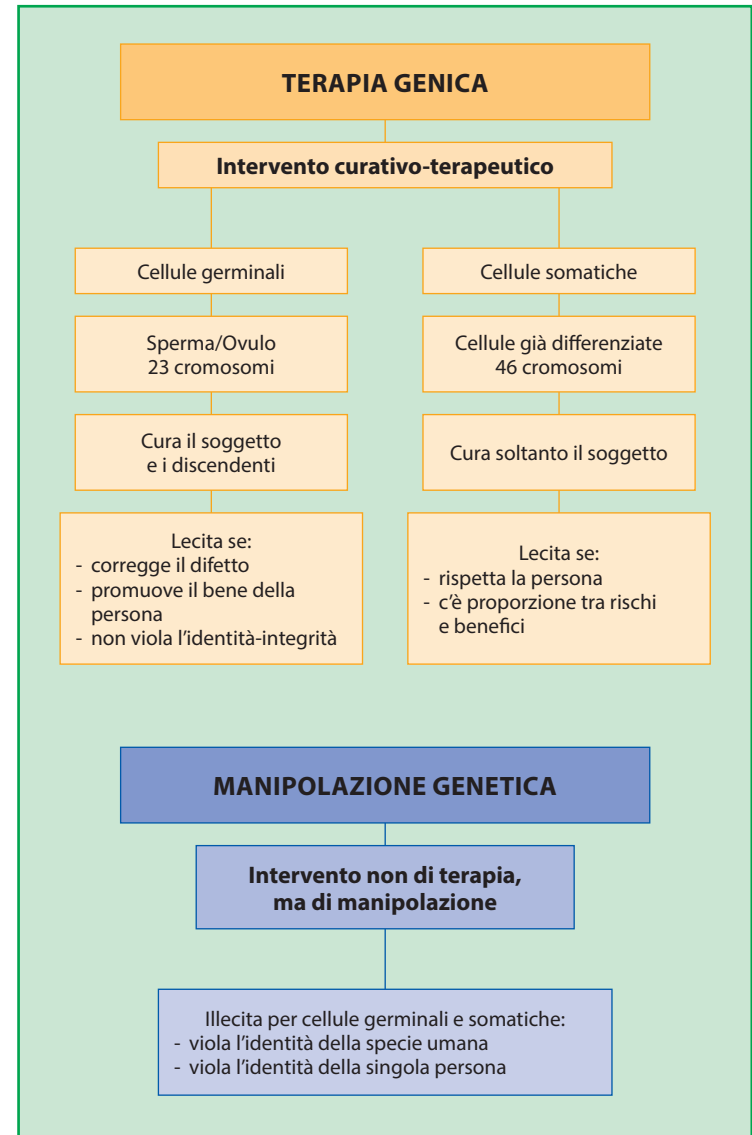 TERAPIA GENICA
Intervento curativo-terapeutico
Cellule germinali
Sperma/Ovulo
23 cromosomi
Cura il soggetto
e i discendenti
Lecita se:
- corregge il difetto
- promuove il bene della
persona
- non viola l’identità-integrità
Cellule somatiche
Cellule già differenziate
46 cromosomi
Cura soltanto il soggetto
Lecita se:
- rispetta la persona
- c’è proporzione tra rischi
e benefici
MANIPOLAZIONE GENETICA
Intervento non di terapia,
ma di manipolazione
Illecita per cellule germinali e somatiche:
- viola l’identità della specie umana
- viola l’identità della singola persona